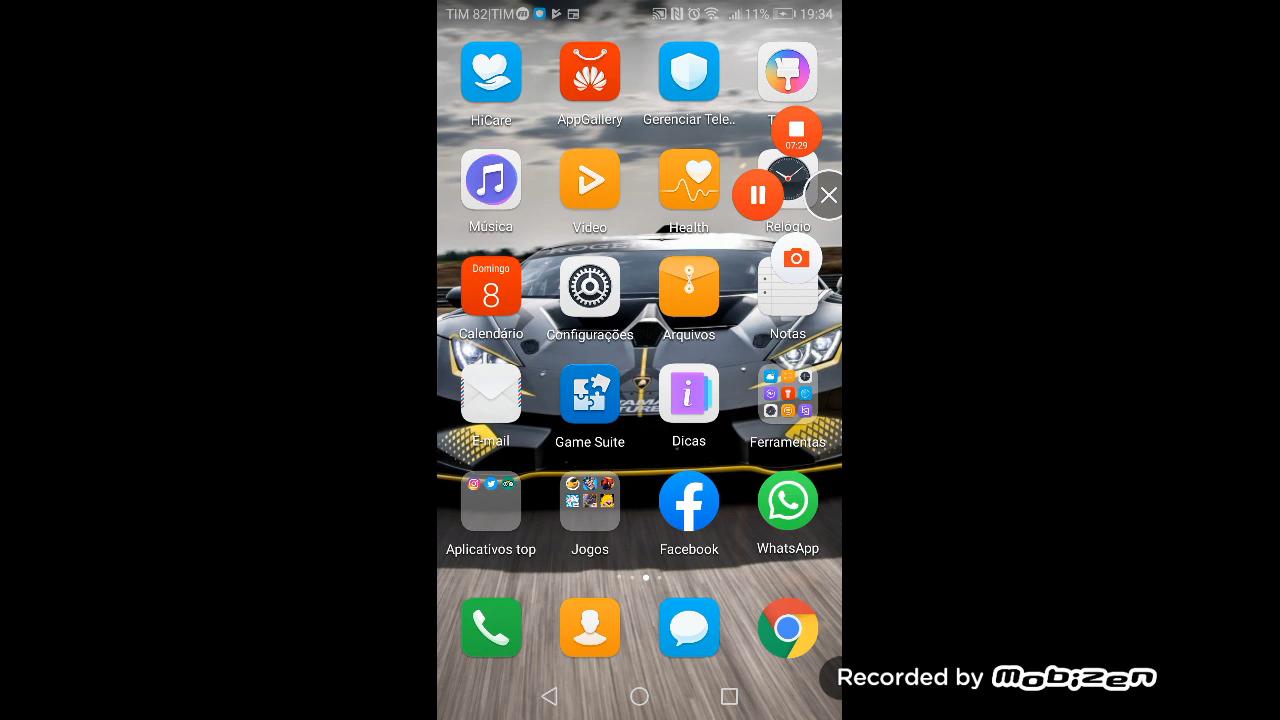 TIM 82|TIM 11% 19:34
HiCare AppGallery Gerenciar Tele..
07:29
Música Vídeo Health Relógio
Domingo
8
Calendário Configurações Arquivos Notas
E-mail Game Suite Dicas Ferramentas
Aplicativos top Jogos Facebook WhatsApp
Recorded by mobizen